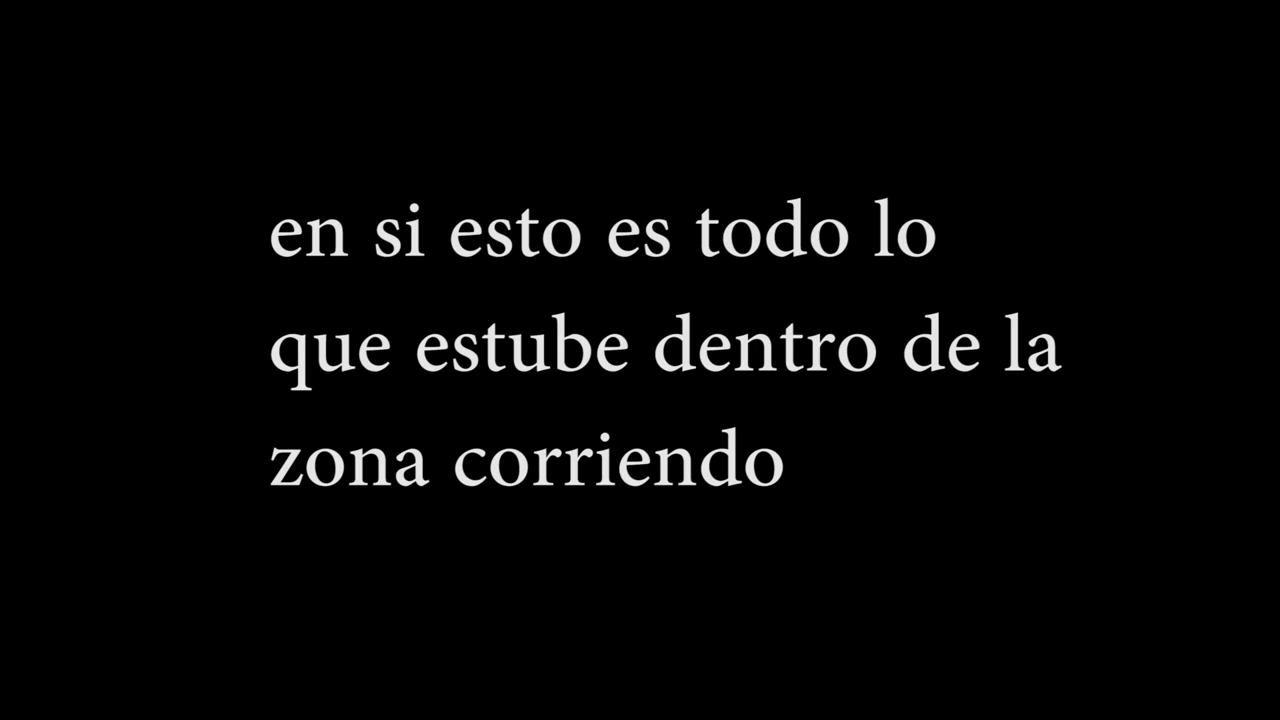 en si esto es todo lo
que estube dentro de la
zona corriendo